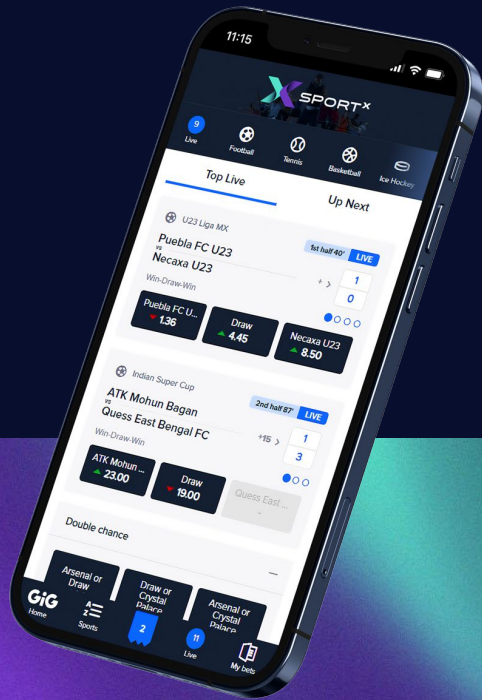 11:15
SPORTX
9
Live
Football
Tennis
Basketball
Ice Hockey
Top Live
Up Next
U23 Liga MX
1st half 40' LIVE
Puebla FC U23
vs
Necaxa U23
+ >
1
0
Win-Draw-Win
Puebla FC U...
1.36
Draw
4.45
Necaxa U23
8.50
Indian Super Cup
2nd half 87' LIVE
ATK Mohun Bagan
vs
Quess East Bengal FC
+15 >
1
3
Win-Draw-Win
ATK Mohun ...
23.00
Draw
19.00
Quess East ...
-
Double chance
Arsenal or
Draw
Draw or
Crystal
Palace
Arsenal or
Crystal
Palace
GiG
Home
A
Z
Sports
2
11
Live
My bets